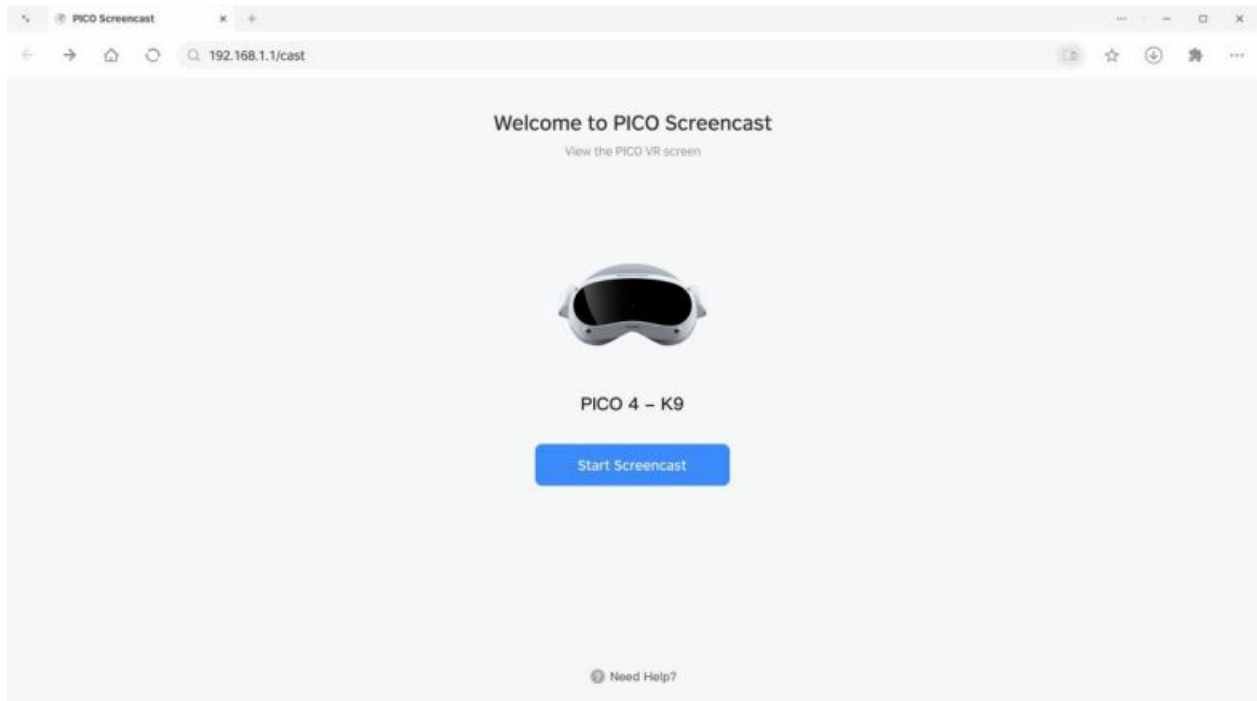 PICO Screencast
192.168.1.1/cast
Welcome to PICO Screencast
View the PICO VR screen
PICO 4 – K9
Start Screencast
Need Help?